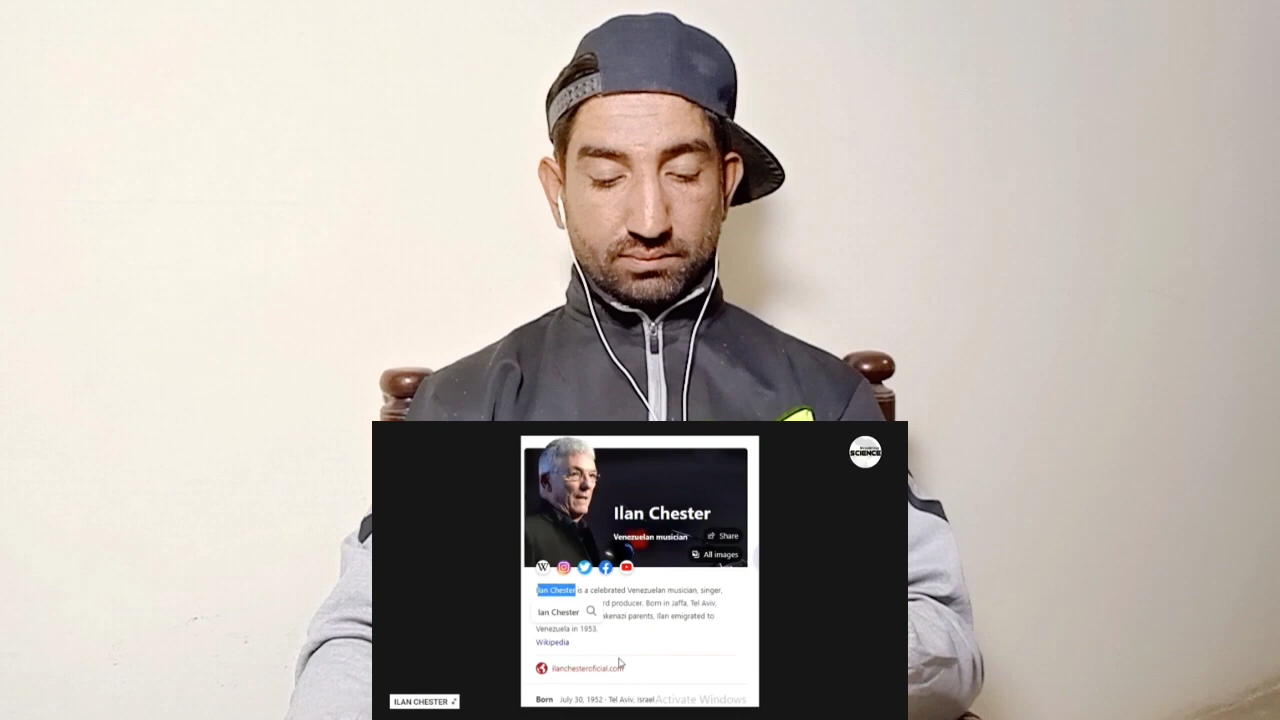 SCIENCE
Ilan Chester
Venezuelan musician
Share
All images
W
Ilan Chester is a celebrated Venezuelan musician, singer,
rd producer. Born in Jaffa, Tel Aviv,
Ian Chester
kenazi parents, Ilan emigrated to
Venezuela in 1953.
Wikipedia
ilanchesteroficial.com
Born July 30, 1952 · Tel Aviv, Israel
Activate Windows
ILAN CHESTER